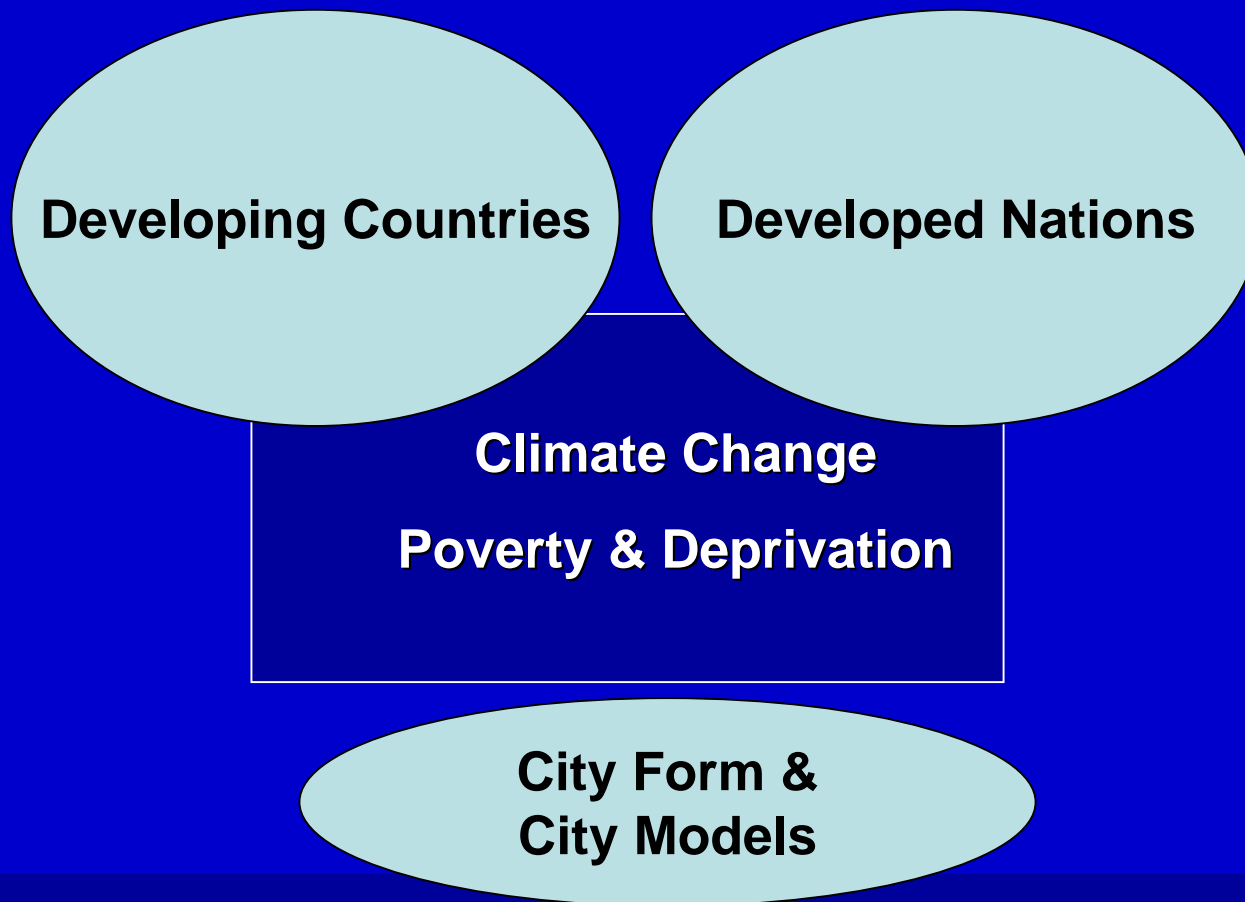 Developing Countries
Developed Nations
Climate Change
Poverty & Deprivation
City Form &
City Models